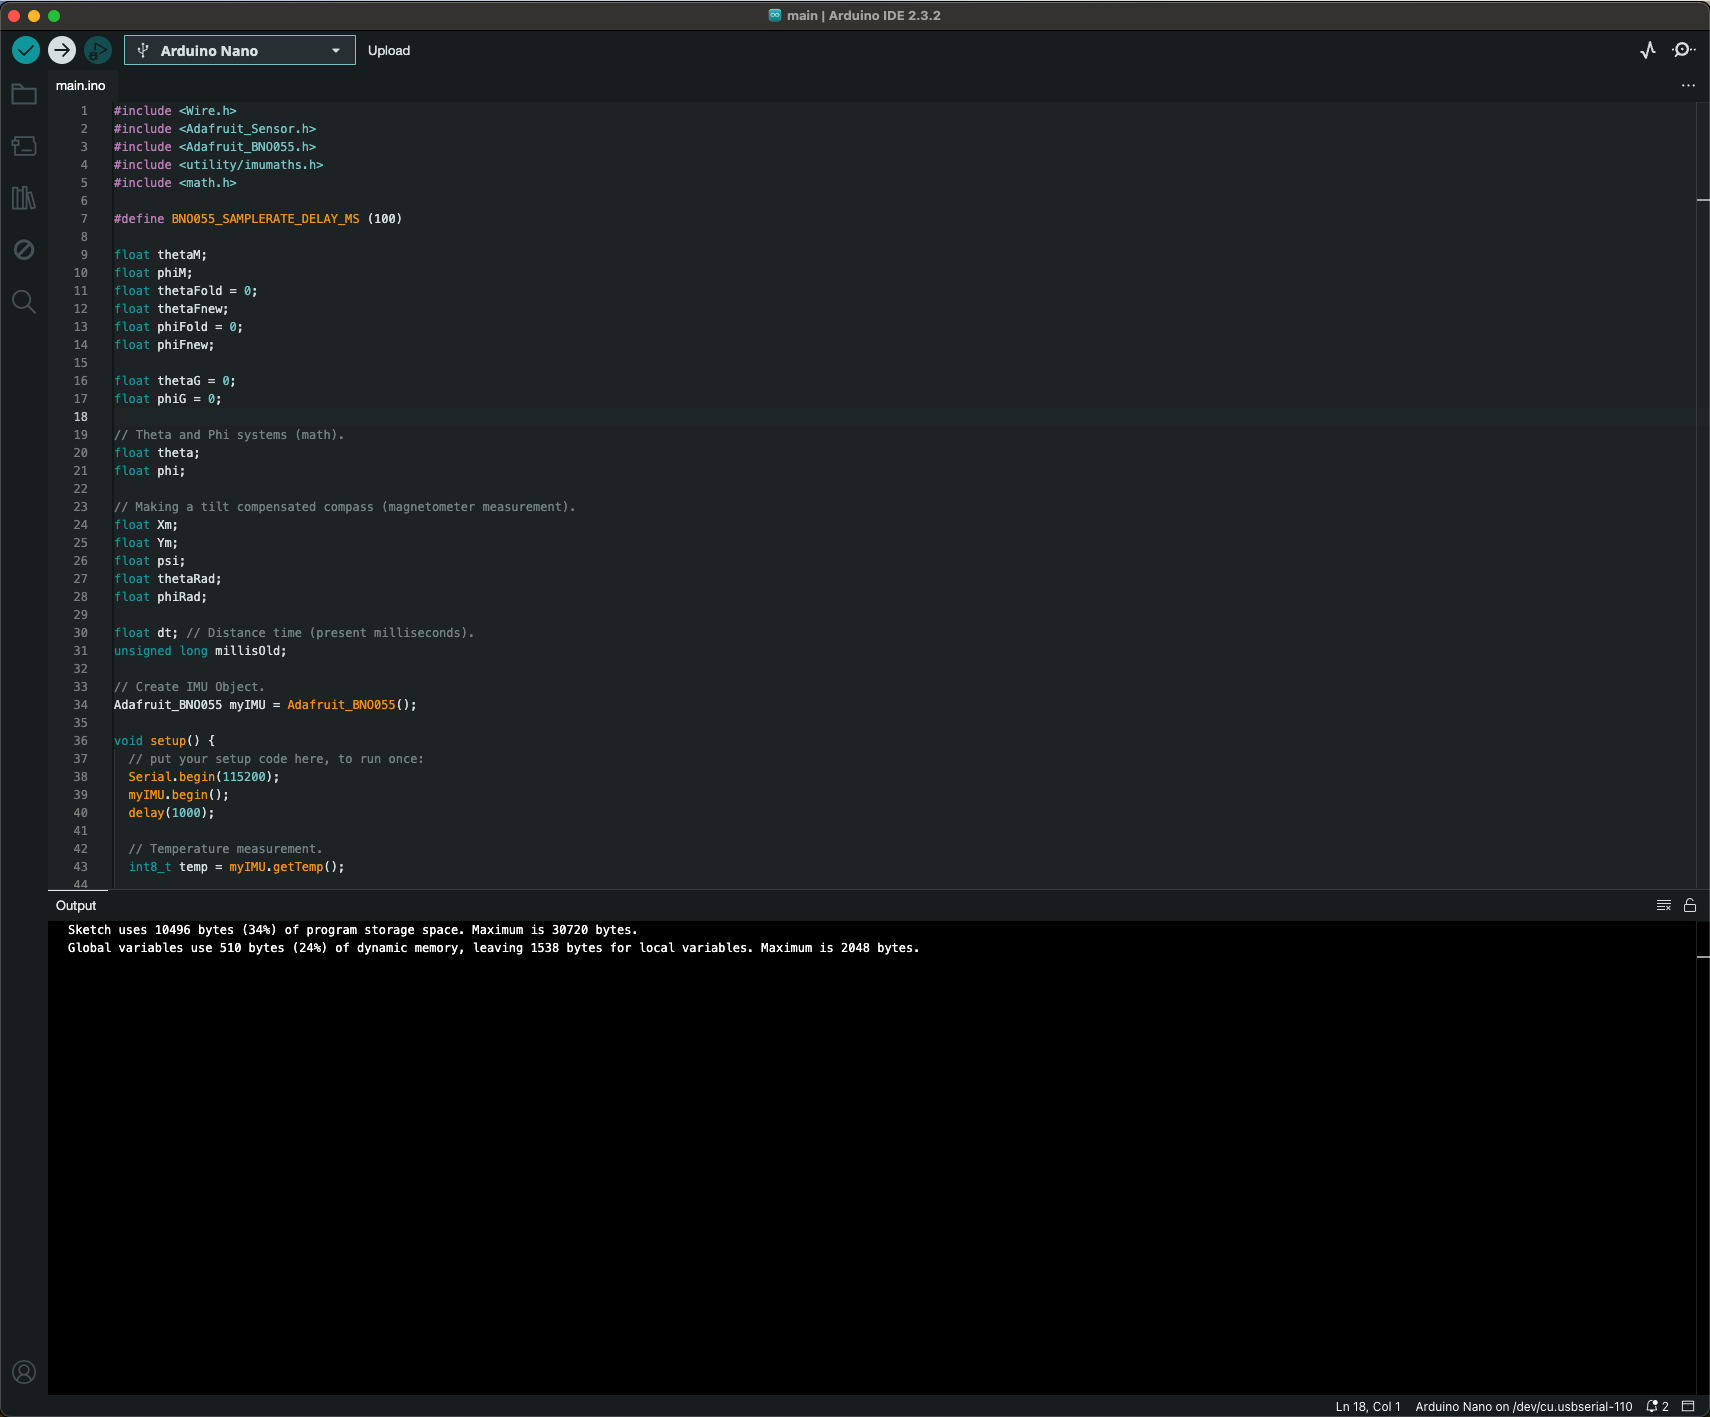 main | Arduino IDE 2.3.2
Arduino Nano
Upload
main.ino
1 #include <Wire.h>
2 #include <Adafruit_Sensor.h>
3 #include <Adafruit_BNO055.h>
4 #include <utility/imumaths.h>
5 #include <math.h>
6
7 #define BNO055_SAMPLERATE_DELAY_MS (100)
8
9 float thetaM;
10 float phiM;
11 float thetaFold = 0;
12 float thetaFnew;
13 float phiFold = 0;
14 float phiFnew;
15
16 float thetaG = 0;
17 float phiG = 0;
18
19 // Theta and Phi systems (math).
20 float theta;
21 float phi;
22
23 // Making a tilt compensated compass (magnetometer measurement).
24 float Xm;
25 float Ym;
26 float psi;
27 float thetaRad;
28 float phiRad;
29
30 float dt; // Distance time (present milliseconds).
31 unsigned long millisOld;
32
33 // Create IMU Object.
34 Adafruit_BNO055 myIMU = Adafruit_BNO055();
35
36 void setup() {
37 // put your setup code here, to run once:
38 Serial.begin(115200);
39 myIMU.begin();
40 delay(1000);
41
42 // Temperature measurement.
43 int8_t temp = myIMU.getTemp();
44
Output
Sketch uses 10496 bytes (34%) of program storage space. Maximum is 30720 bytes.
Global variables use 510 bytes (24%) of dynamic memory, leaving 1538 bytes for local variables. Maximum is 2048 bytes.
Ln 18, Col 1 Arduino Nano on /dev/cu.usbserial-110 2